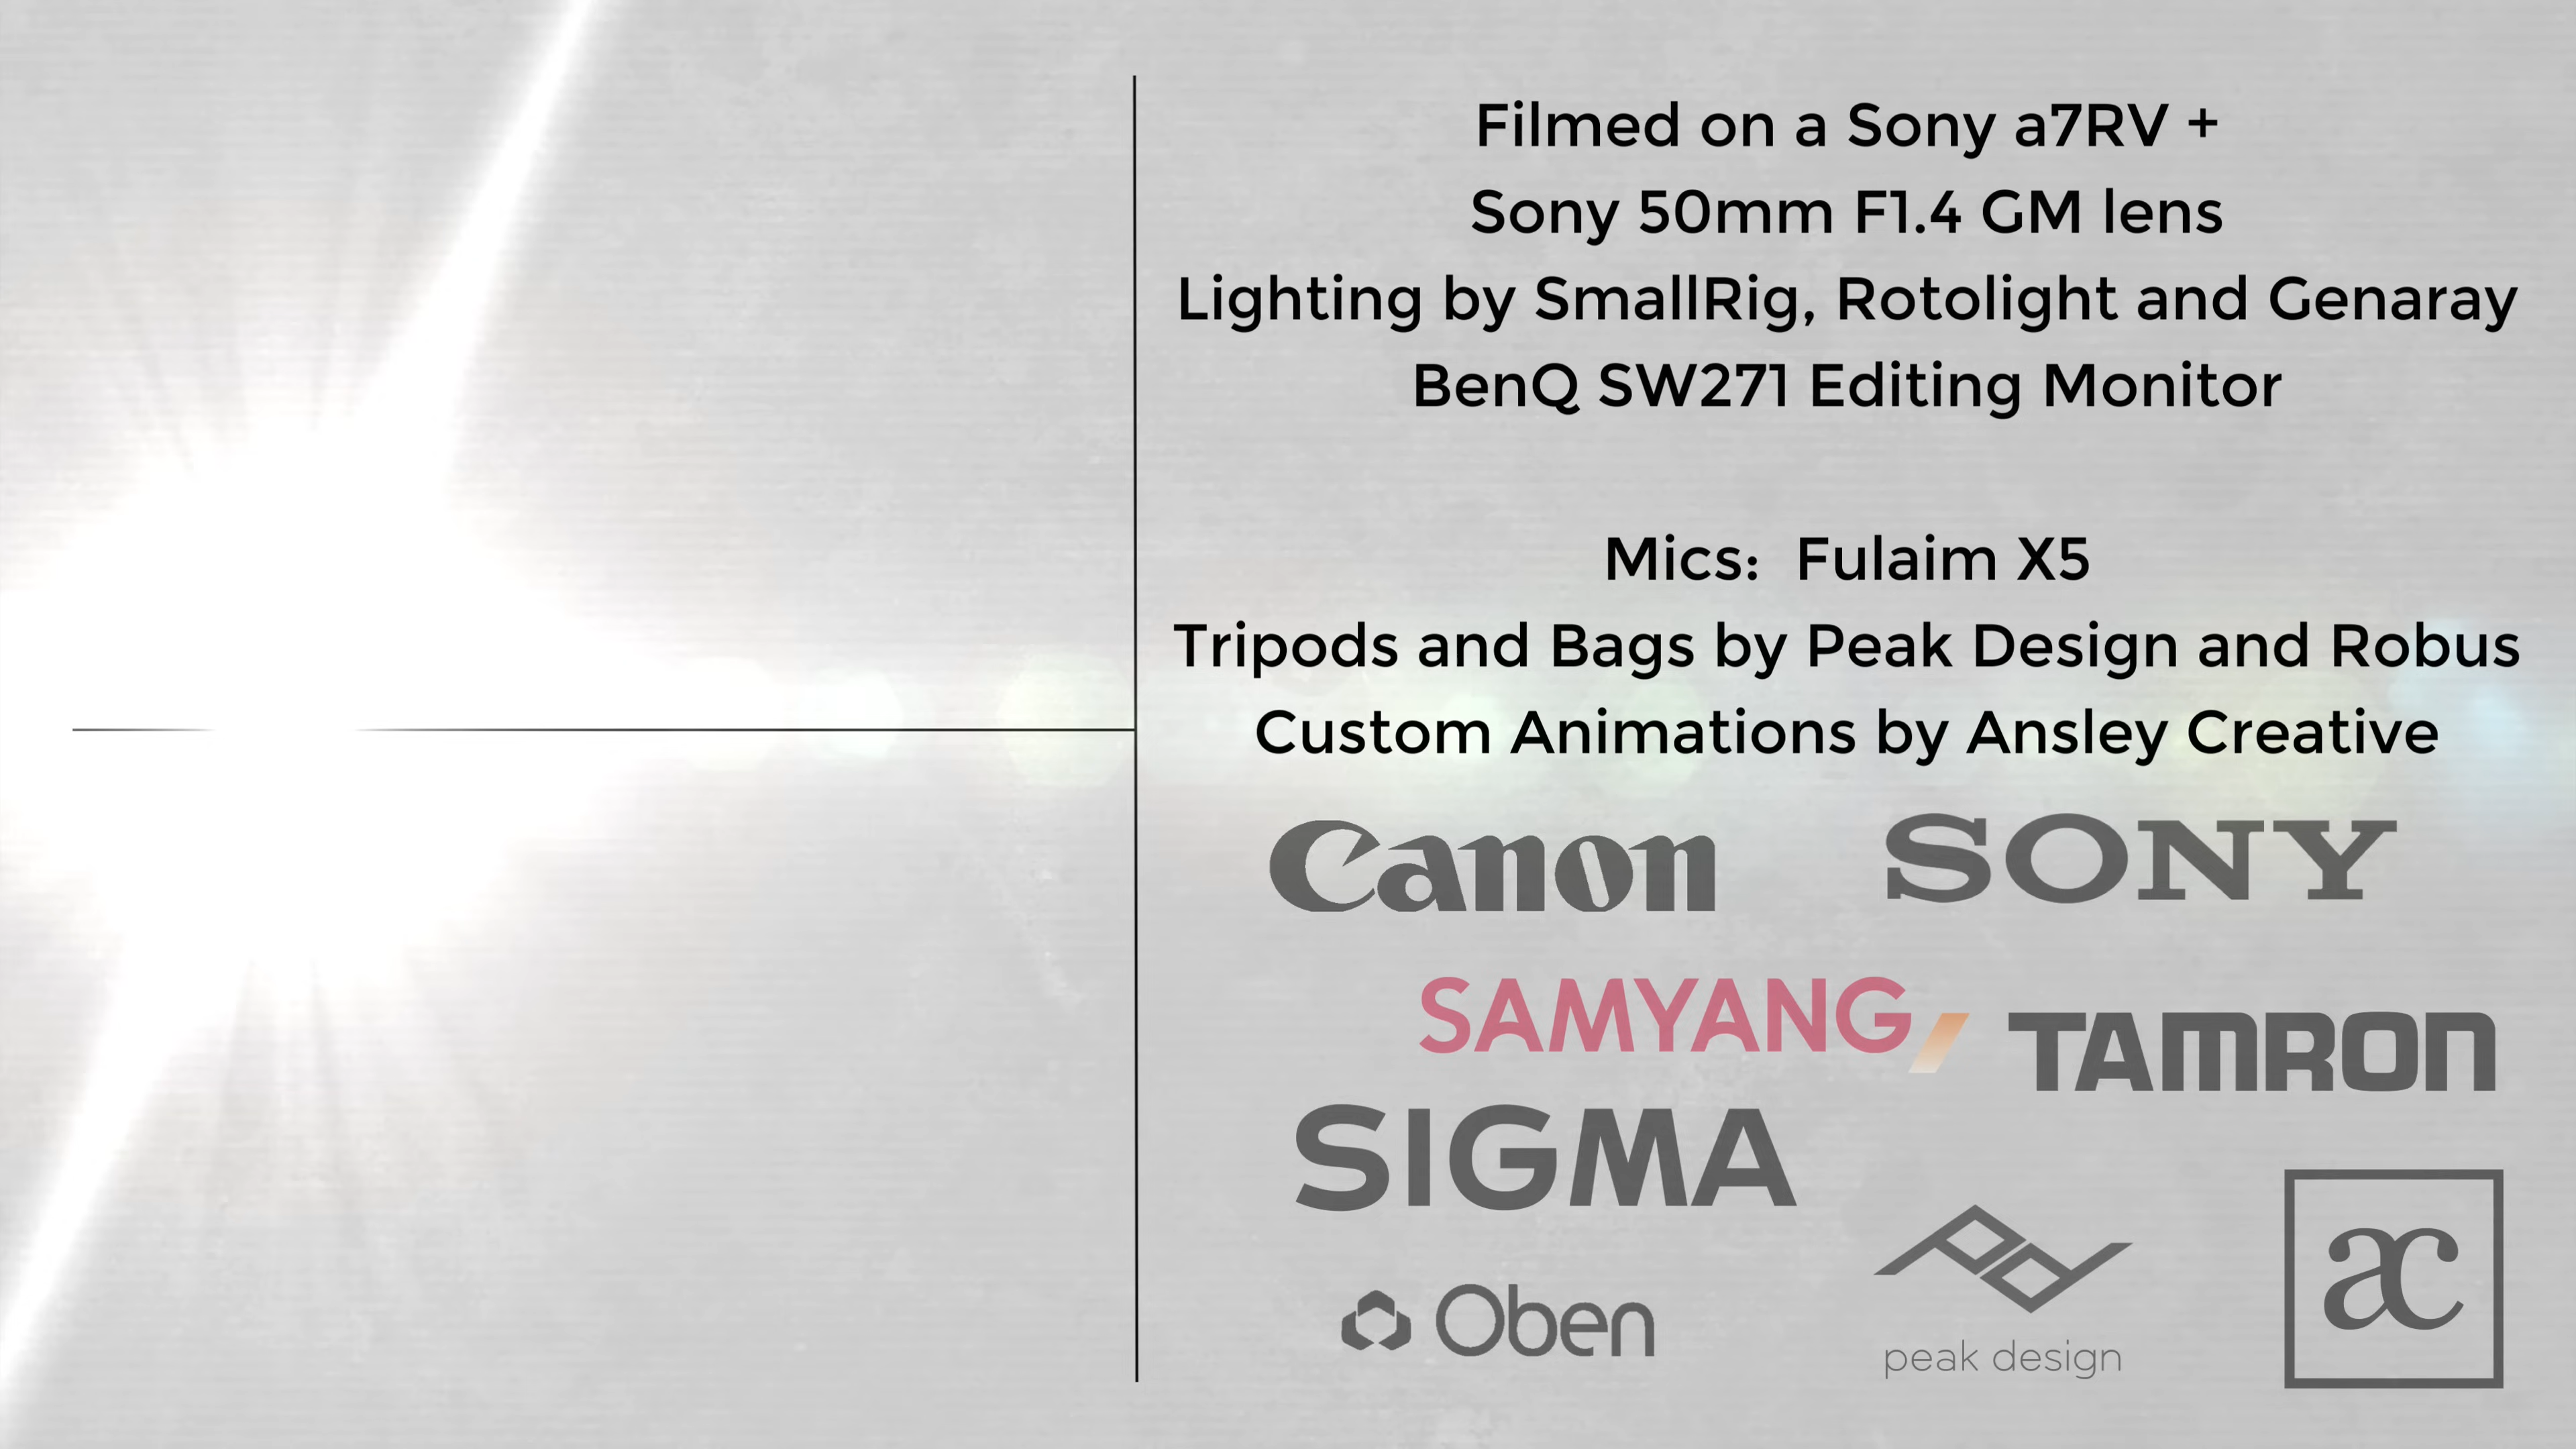 Filmed on a Sony a7RV +
Sony 50mm F1.4 GM lens
Lighting by SmallRig, Rotolight and Genaray
BenQ SW271 Editing Monitor
Mics:  Fulaim X5
Tripods and Bags by Peak Design and Robus
Custom Animations by Ansley Creative
Canon
SONY
SAMYANG
TAMRON
SIGMA
Oben
pd
peak design
ac